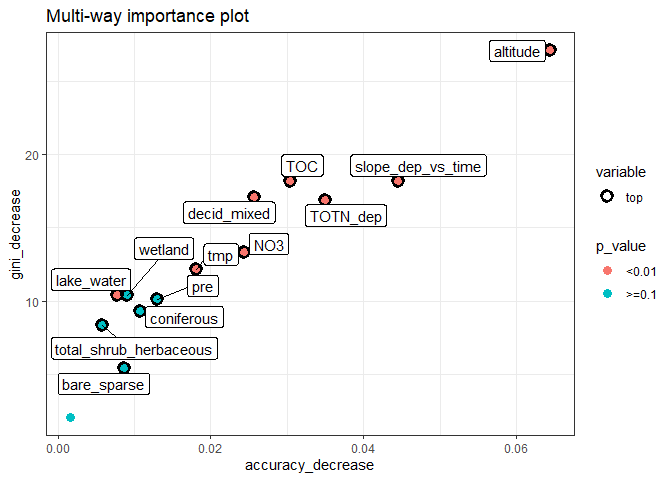 Multi-way importance plot
altitude
TOC
slope_dep_vs_time
decid_mixed
TOTN_dep
wetland
NO3
tmp
lake_water
pre
coniferous
total_shrub_herbaceous
bare_sparse
gini_decrease
20
10
0.00
0.02
0.04
0.06
accuracy_decrease
variable
top
p_value
<0.01
>=0.1